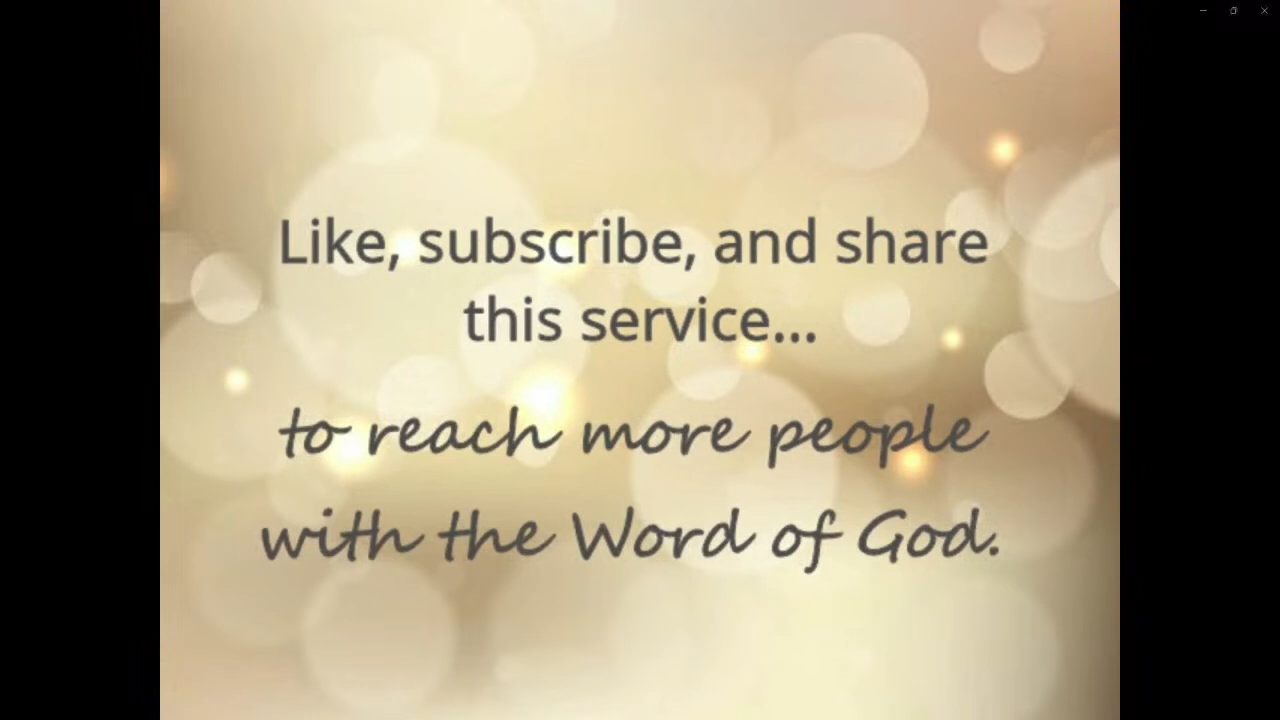 Like, subscribe, and share
this service...
to reach more people
with the Word of God.